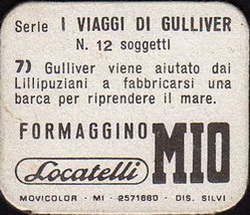 Serie I VIAGGI DI GULLIVER
N. 12 soggetti
7) Gulliver viene aiutato dai
Lillipuziani a fabbricarsi una
barca per riprendere il mare.
FORMAGGINO
Locatelli MIO
MOVICOLOR - MI - 2571680 - DIS. SILVI